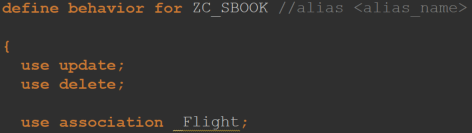 define behavior for ZC_SBOOK //alias <alias_name>
{
use update;
use delete;
use association _Flight;